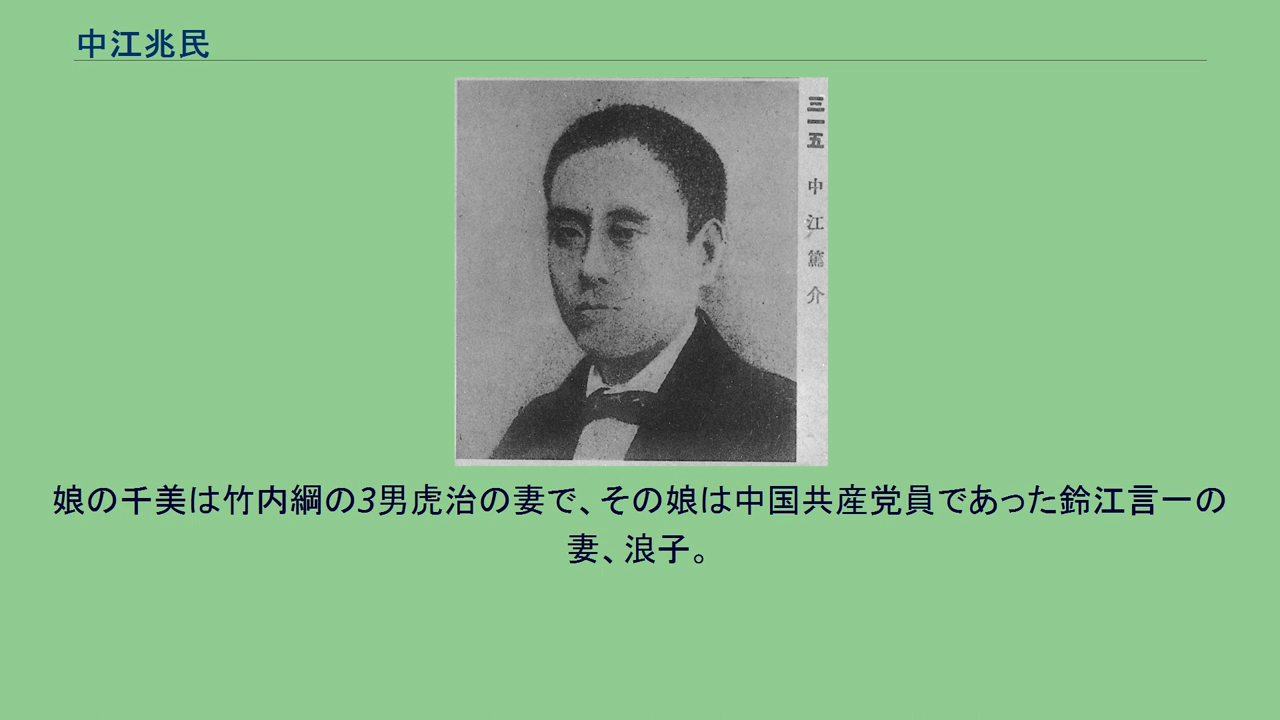 中江兆民
三一五 中江篤介
娘の千美は竹内綱の3男虎治の妻で、その娘は中国共産党員であった鈴江言一の
妻、浪子。